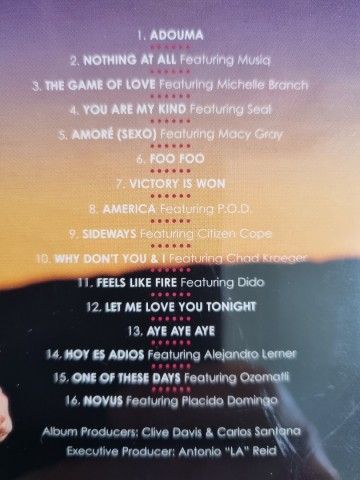 1. ADOUMA
2. NOTHING AT ALL Featuring Musiq
3. THE GAME OF LOVE Featuring Michelle Branch
4. YOU ARE MY KIND Featuring Seal
5. AMORÉ (SEXO) Featuring Macy Gray
6. FOO FOO
7. VICTORY IS WON
8. AMERICA Featuring P.O.D.
9. SIDEWAYS Featuring Citizen Cope
10. WHY DON'T YOU & I Featuring Chad Kroeger
11. FEELS LIKE FIRE Featuring Dido
12. LET ME LOVE YOU TONIGHT
13. AYE AYE AYE
14. HOY ES ADIOS Featuring Alejandro Lerner
15. ONE OF THESE DAYS Featuring Ozomatli
16. NOVUS Featuring Placido Domingo
Album Producers: Clive Davis & Carlos Santana
Executive Producer: Antonio "LA" Reid